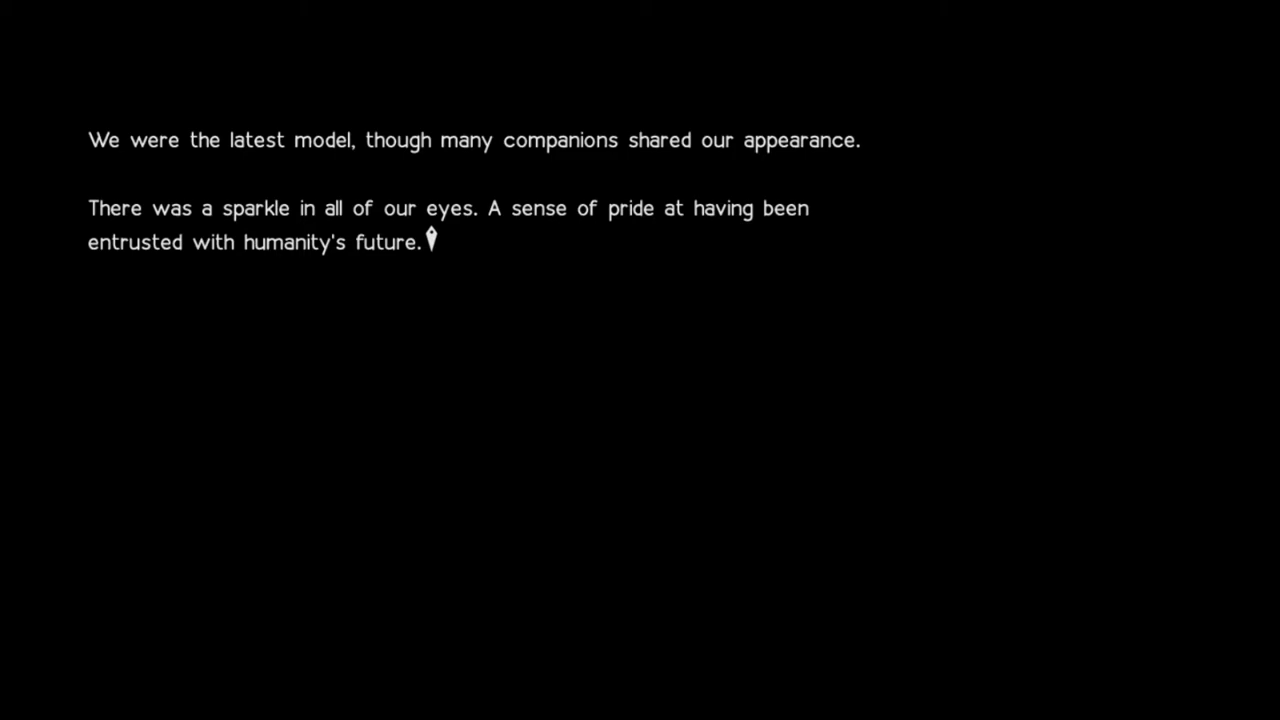 We were the latest model, though many companions shared our appearance.
There was a sparkle in all of our eyes. A sense of pride at having been
entrusted with humanity's future.